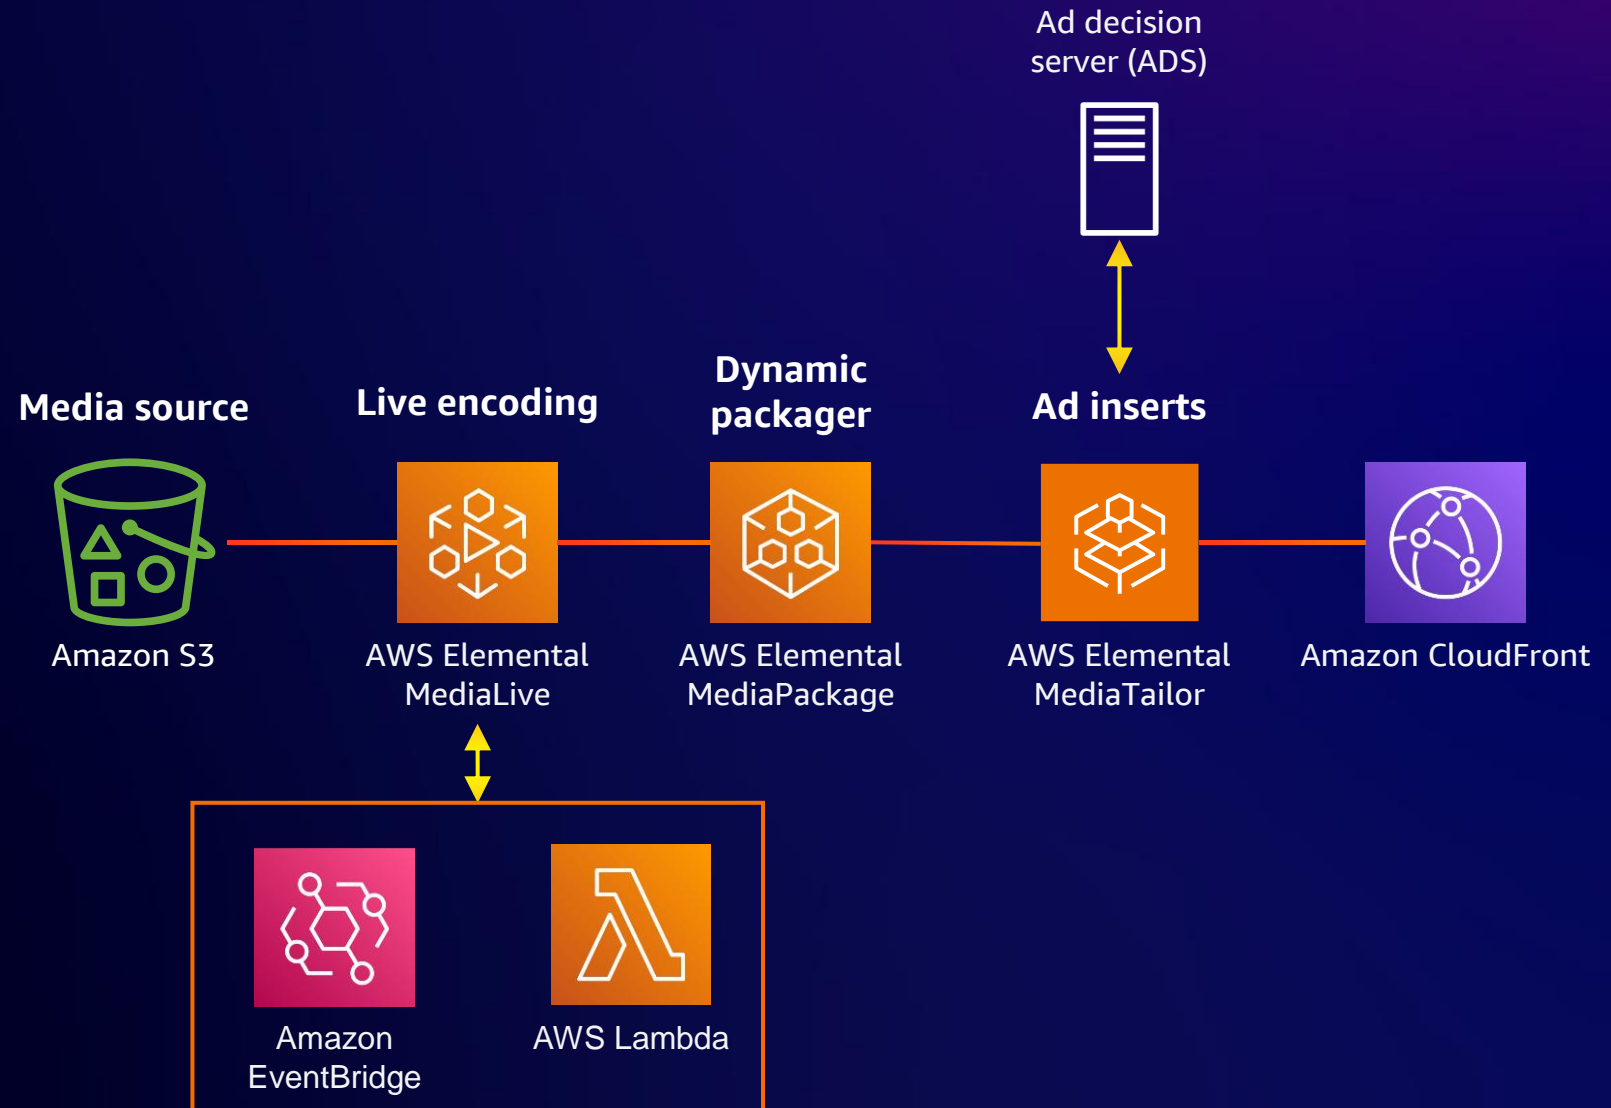 Ad decision
server (ADS)
Media source
Live encoding
Dynamic
packager
Ad inserts
Amazon S3
AWS Elemental
MediaLive
AWS Elemental
MediaPackage
AWS Elemental
MediaTailor
Amazon CloudFront
Amazon
EventBridge
AWS Lambda